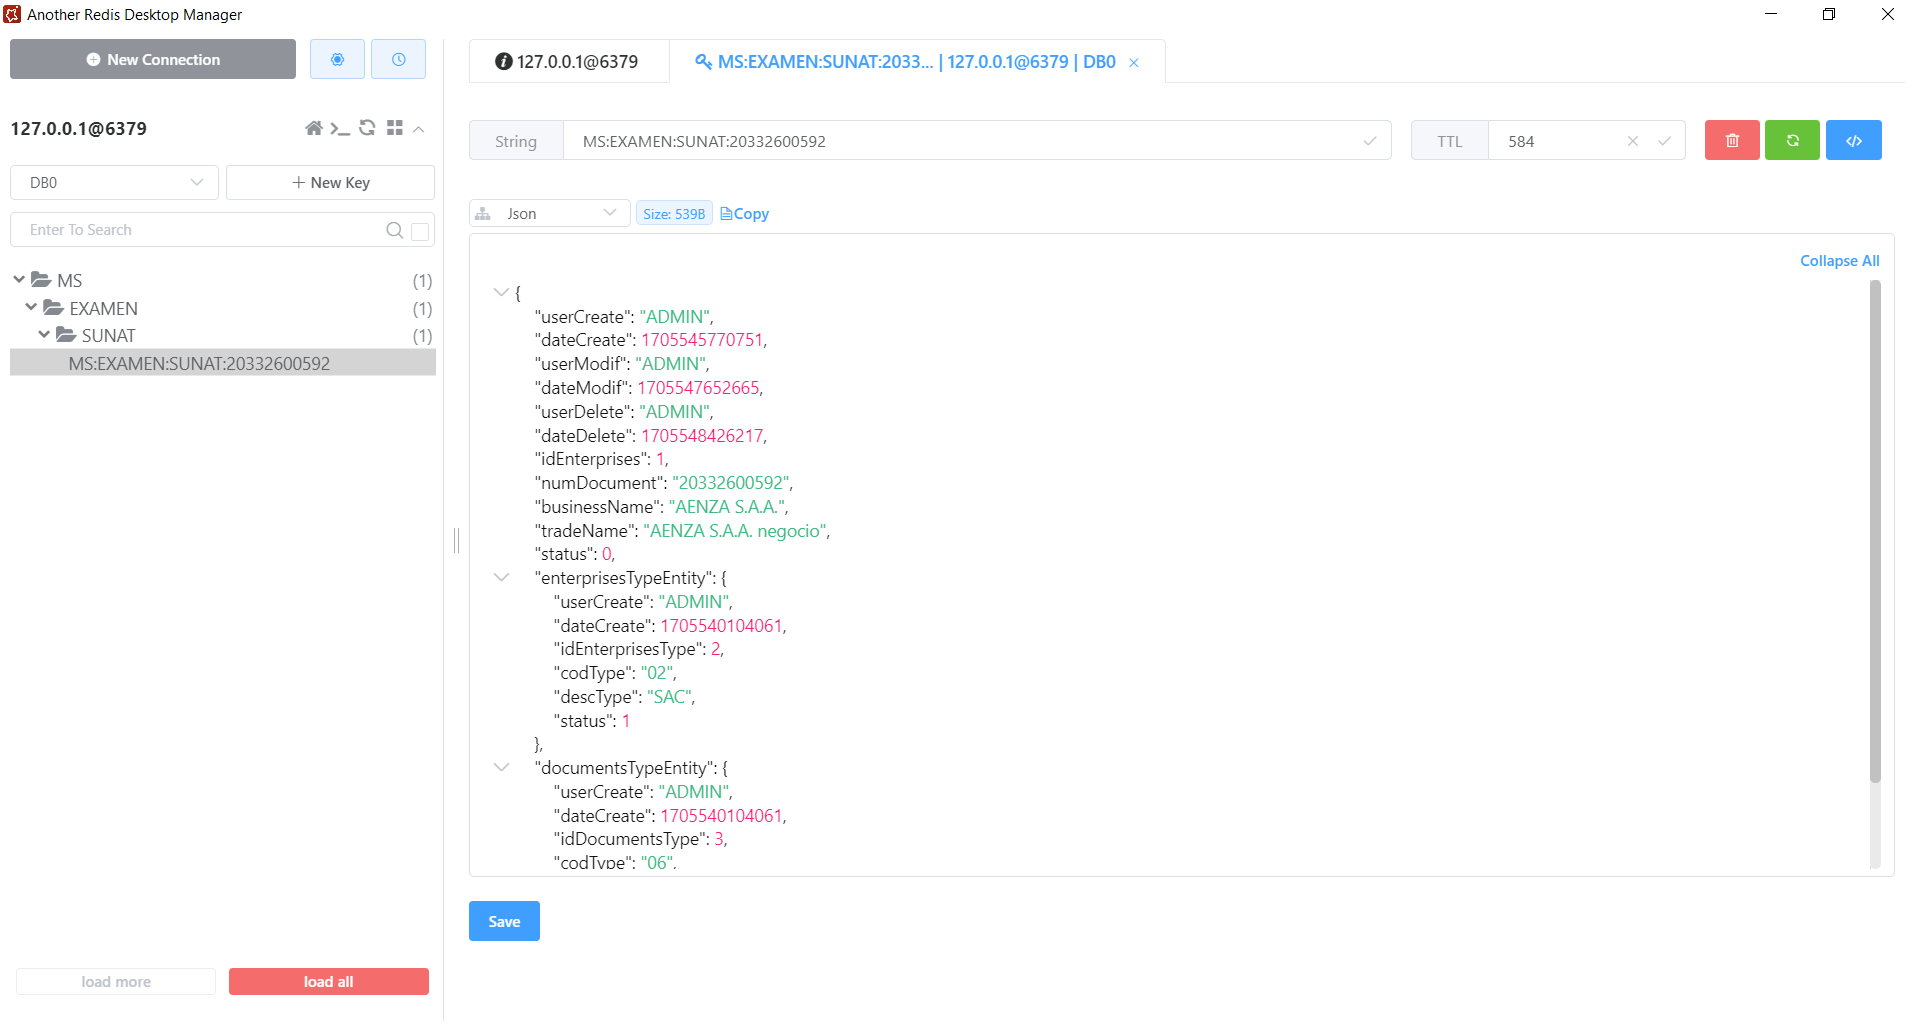 Another Redis Desktop Manager
New Connection
127.0.0.1@6379
DB0
New Key
Enter To Search
MS (1)
EXAMEN (1)
SUNAT (1)
MS:EXAMEN:SUNAT:20332600592
load more
load all
127.0.0.1@6379
MS:EXAMEN:SUNAT:2033... | 127.0.0.1@6379 | DB0
String MS:EXAMEN:SUNAT:20332600592
TTL 584
Json Size: 539B Copy
Collapse All
{
"userCreate": "ADMIN",
"dateCreate": 1705545770751,
"userModif": "ADMIN",
"dateModif": 1705547652665,
"userDelete": "ADMIN",
"dateDelete": 1705548426217,
"idEnterprises": 1,
"numDocument": "20332600592",
"businessName": "AENZA S.A.A.",
"tradeName": "AENZA S.A.A. negocio",
"status": 0,
"enterprisesTypeEntity": {
"userCreate": "ADMIN",
"dateCreate": 1705540104061,
"idEnterprisesType": 2,
"codType": "02",
"descType": "SAC",
"status": 1
},
"documentsTypeEntity": {
"userCreate": "ADMIN",
"dateCreate": 1705540104061,
"idDocumentsType": 3,
"codType": "06",
Save